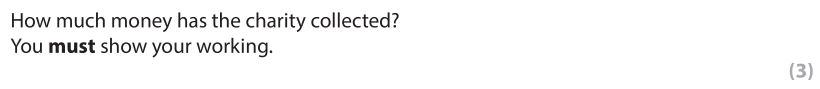 How much money has the charity collected?
You must show your working.
(3)